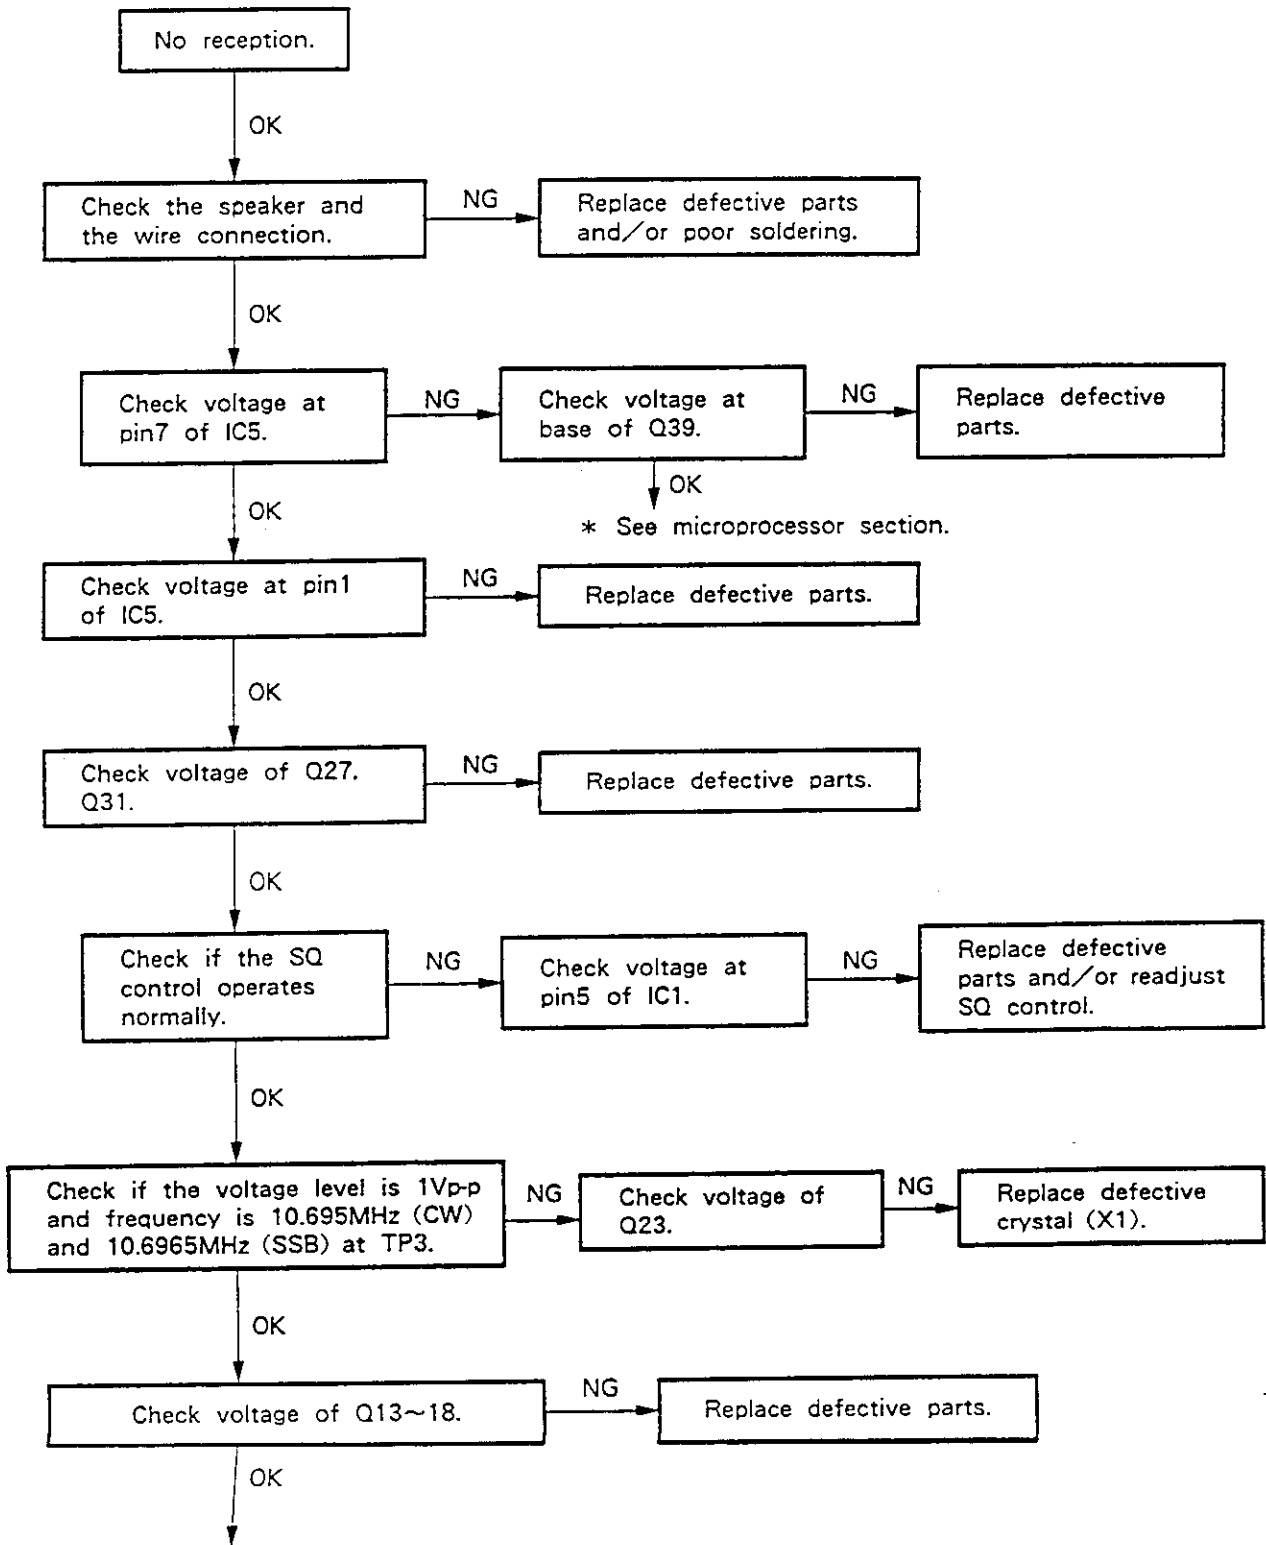 No reception.
OK
Check the speaker and
the wire connection.
NG
Replace defective parts
and/or poor soldering.
OK
Check voltage at
pin7 of IC5.
NG
Check voltage at
base of Q39.
NG
Replace defective
parts.
OK
* See microprocessor section.
OK
Check voltage at pin1
of IC5.
NG
Replace defective parts.
OK
Check voltage of Q27.
Q31.
NG
Replace defective parts.
OK
Check if the SQ
control operates
normally.
NG
Check voltage at
pin5 of IC1.
NG
Replace defective
parts and/or readjust
SQ control.
OK
Check if the voltage level is 1Vp-p
and frequency is 10.695MHz (CW)
and 10.6965MHz (SSB) at TP3.
NG
Check voltage of
Q23.
NG
Replace defective
crystal (X1).
OK
Check voltage of Q13~18.
NG
Replace defective parts.
OK